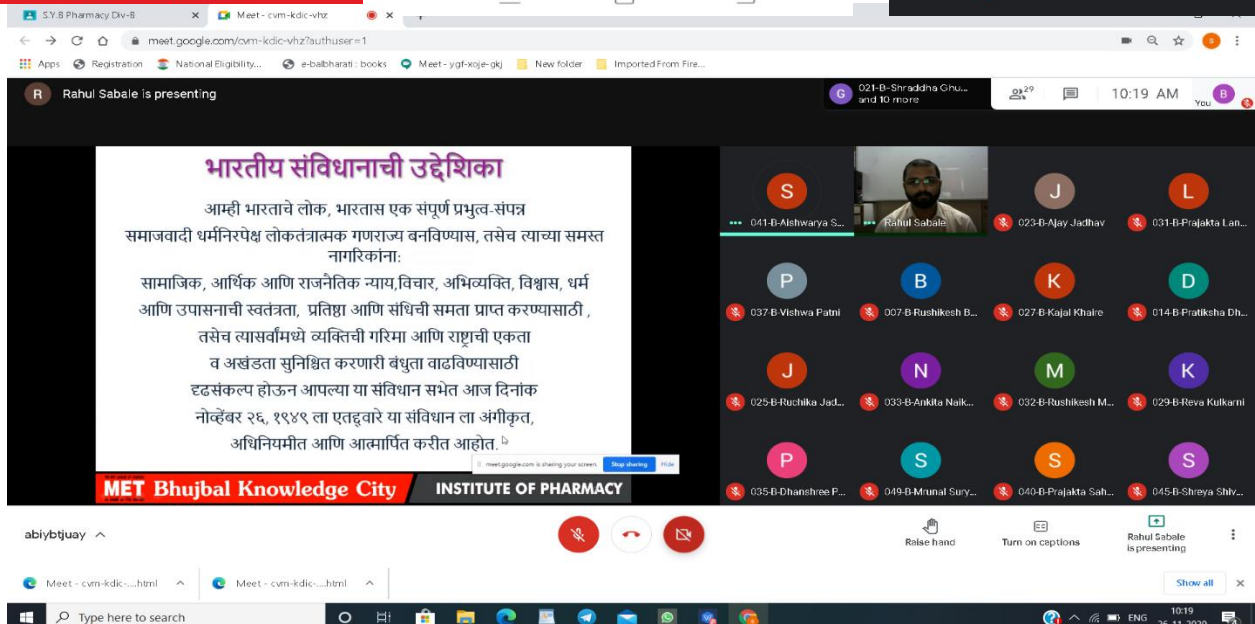 S.Y.B Pharmacy Div-B
Meet - cvm-kdic-vhz
meet.google.com/cvm-kdic-vhz?authuser=1
Apps Registration National Eligibility... e-balbharati : books Meet - ygf-xoje-gkj New folder Imported From Fire...
R Rahul Sabale is presenting
G 021-B-Shraddha Ghu... and 10 more
29
10:19 AM
You B
भारतीय संविधानाची उद्देशिका
आम्ही भारताचे लोक, भारतास एक संपूर्ण प्रभुत्व-संपन्न
समाजवादी धर्मनिरपेक्ष लोकतंत्रात्मक गणराज्य बनविण्यास, तसेच त्याच्या समस्त
नागरिकांना:
सामाजिक, आर्थिक आणि राजनैतिक न्याय,विचार, अभिव्यक्ति, विश्वास, धर्म
आणि उपासनाची स्वतंत्रता, प्रतिष्ठा आणि संधिची समता प्राप्त करण्यासाठी ,
तसेच त्यासर्वांमध्ये व्यक्तिची गरिमा आणि राष्ट्राची एकता
व अखंडता सुनिश्चित करणारी बंधुता वाढविण्यासाठी
दृढसंकल्प होऊन आपल्या या संविधान सभेत आज दिनांक
नोव्हेंबर २६, १९४९ ला एतद्द्वारे या संविधान ला अंगीकृत,
अधिनियमीत आणि आत्मार्पित करीत आहोत.
meet.google.com is sharing your screen. Stop sharing Hide
MET Bhujbal Knowledge City INSTITUTE OF PHARMACY
S J L
041-B-Aishwarya S... Rahul Sabale 023-B-Ajay Jadhav 031-B-Prajakta Lan...
P B K D
037-B-Vishwa Patni 007-B-Rushikesh B... 027-B-Kajal Khaire 014-B-Pratiksha Dh...
J N M K
025-B-Ruchika Jad... 033-B-Ankita Naik... 032-B-Rushikesh M... 029-B-Reva Kulkarni
P S S S
035-B-Dhanshree P... 049-B-Mrunal Sury... 040-B-Prajakta Sah... 045-B-Shreya Shiv...
abiybtjuay
Raise hand
Turn on captions
Rahul Sabale
is presenting
Meet - cvm-kdic-....html Meet - cvm-kdic-....html Show all
Type here to search
ENG
10:19
26-11-2020